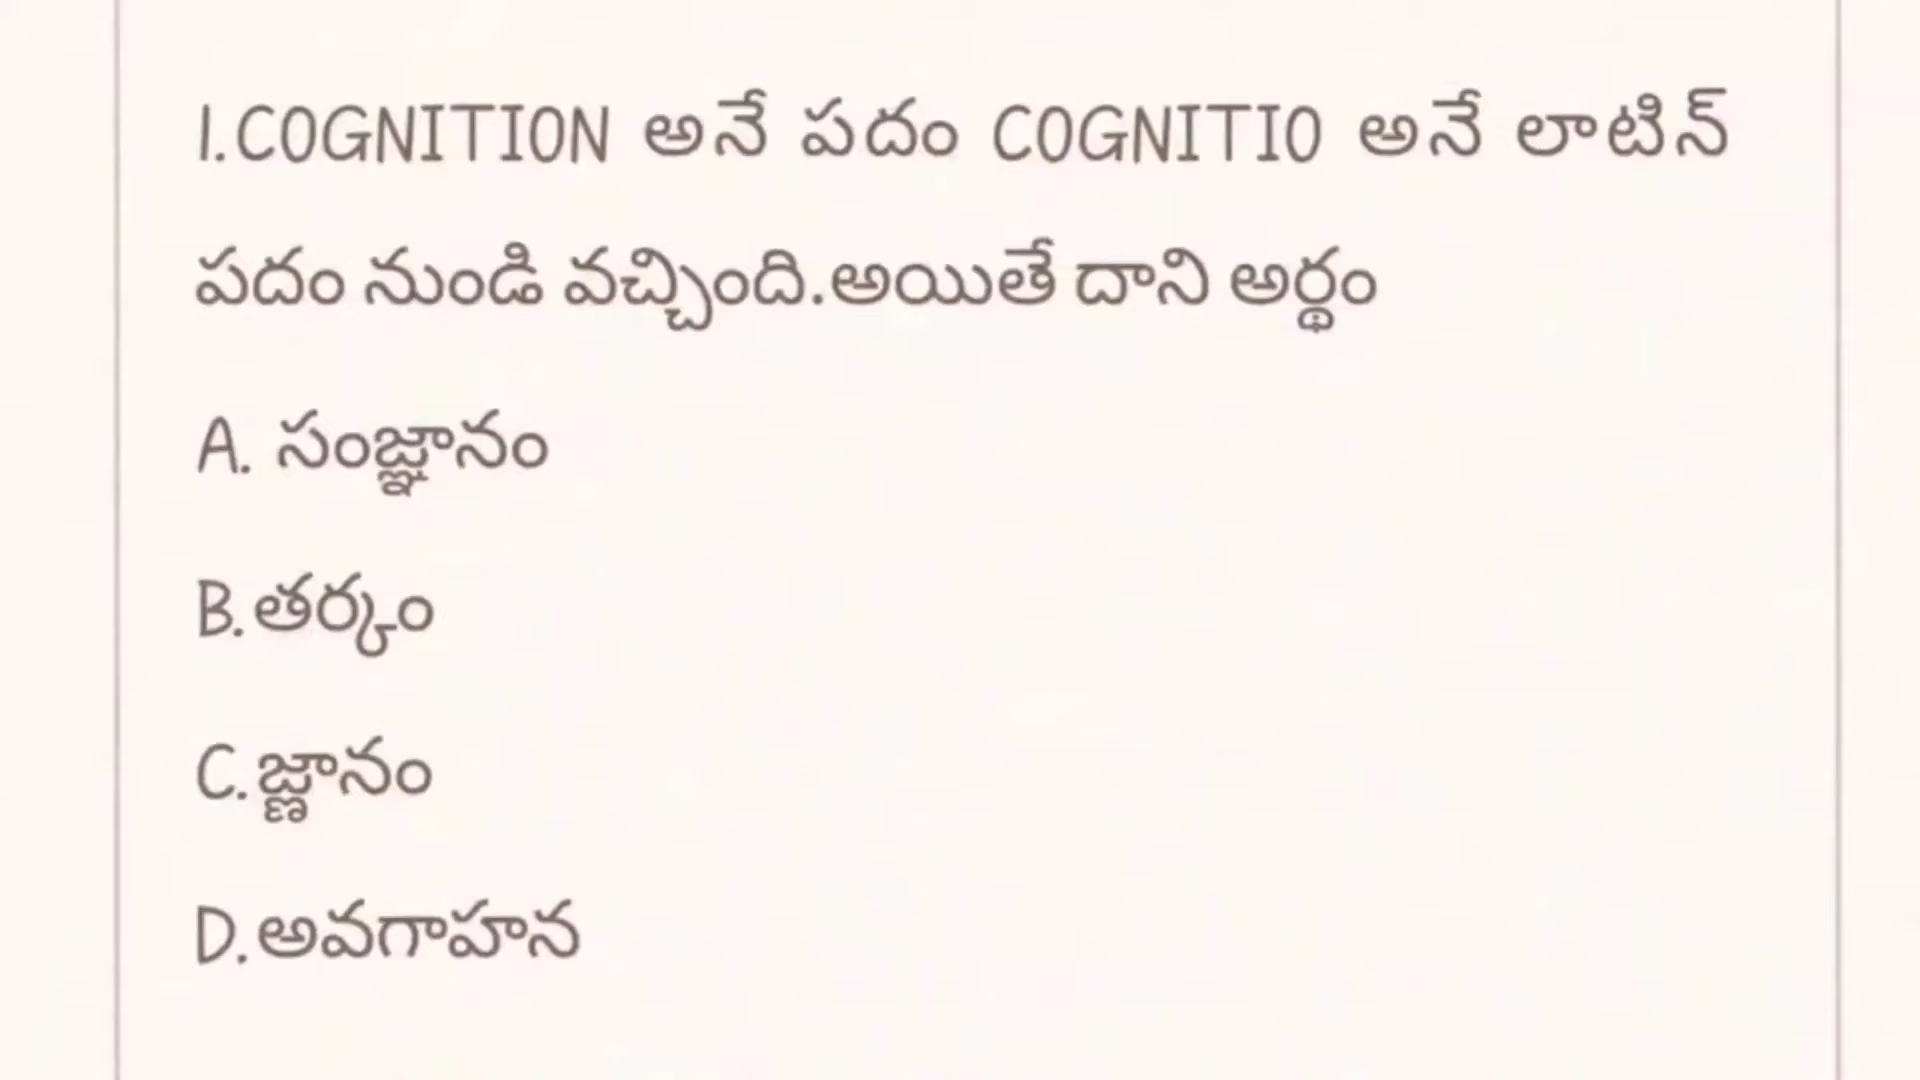 1.COGNITION అనే పదం COGNITIO అనే లాటిన్
పదం నుండి వచ్చింది.అయితే దాని అర్థం
A. సంజ్ఞానం
B.తర్కం
C.జ్ణానం
D.అవగాహన